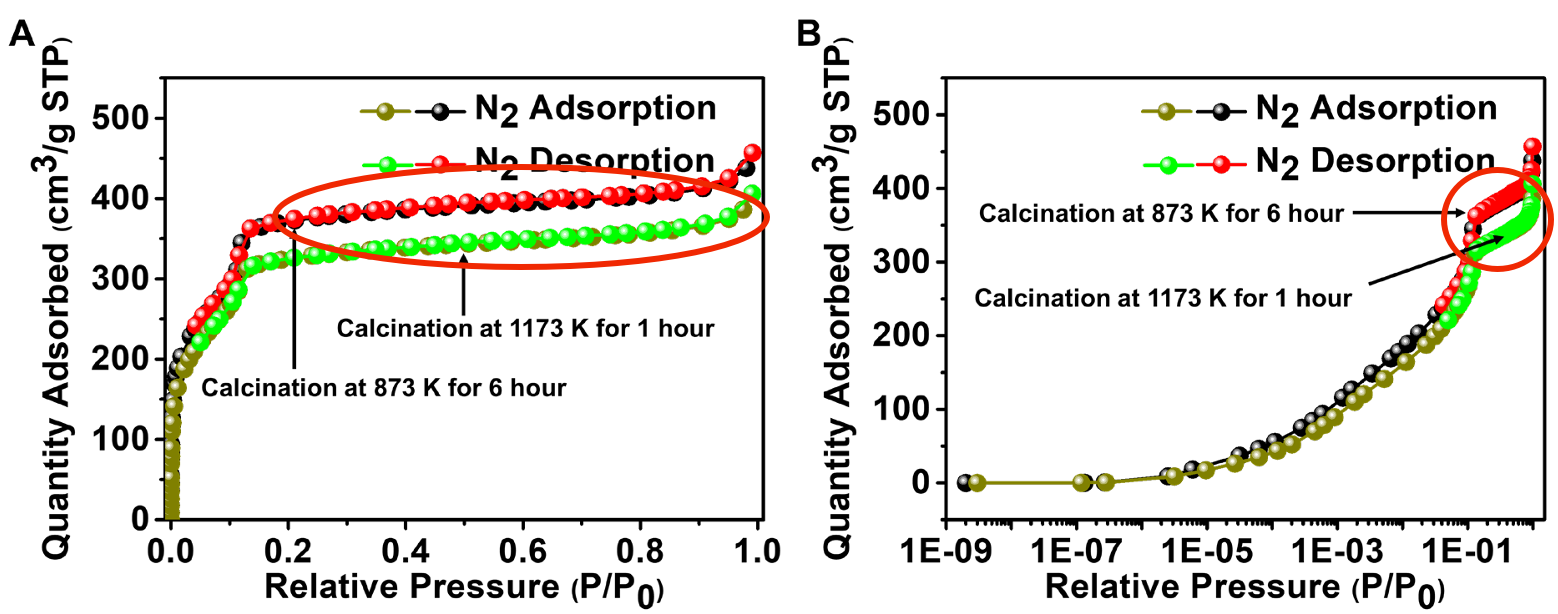 A
Quantity Adsorbed (cm3/g STP)
500
400
300
200
100
0
N2 Adsorption
N2 Desorption
Calcination at 1173 K for 1 hour
Calcination at 873 K for 6 hour
0.0 0.2 0.4 0.6 0.8 1.0
Relative Pressure (P/P0)
B
Quantity Adsorbed (cm3/g STP)
500
400
300
200
100
0
N2 Adsorption
N2 Desorption
Calcination at 873 K for 6 hour
Calcination at 1173 K for 1 hour
1E-09 1E-07 1E-05 1E-03 1E-01
Relative Pressure (P/P0)